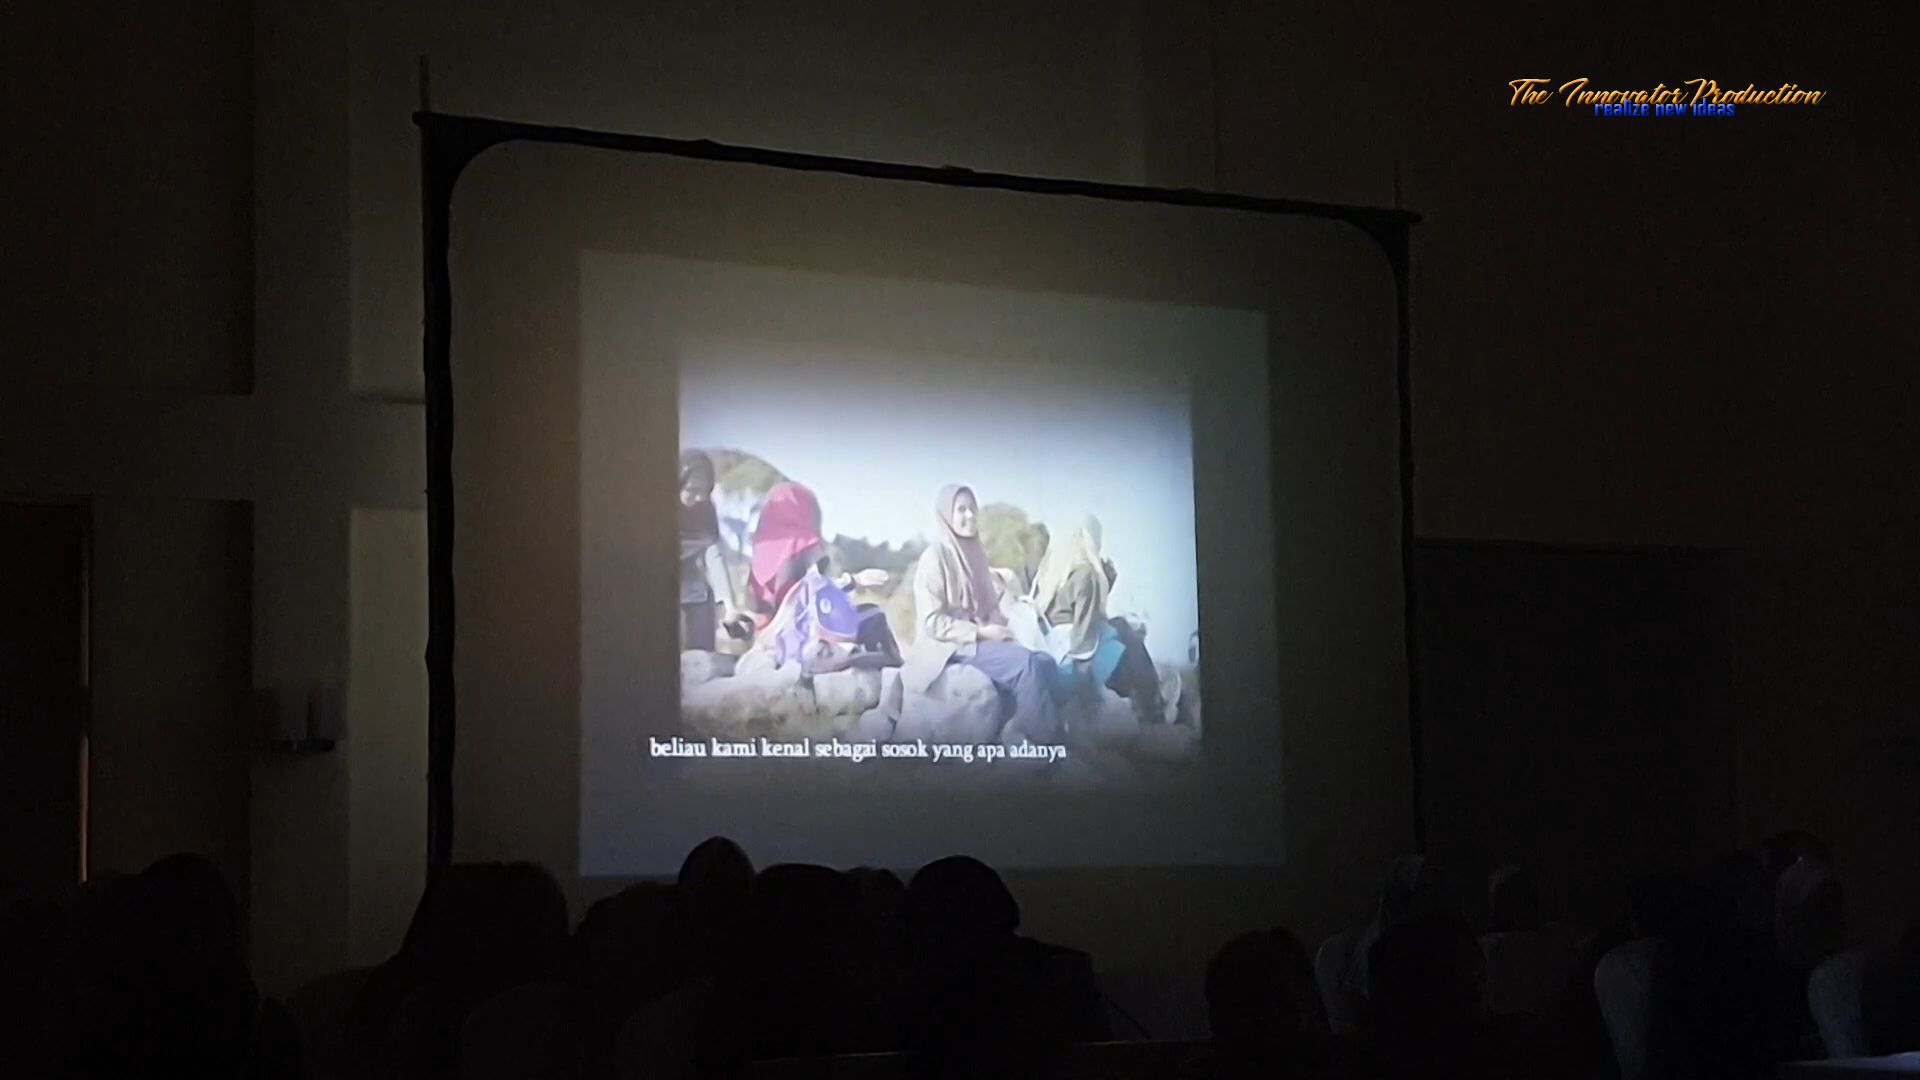 The Innovator Production
realize new ideas
beliau kami kenal sebagai sosok yang apa adanya